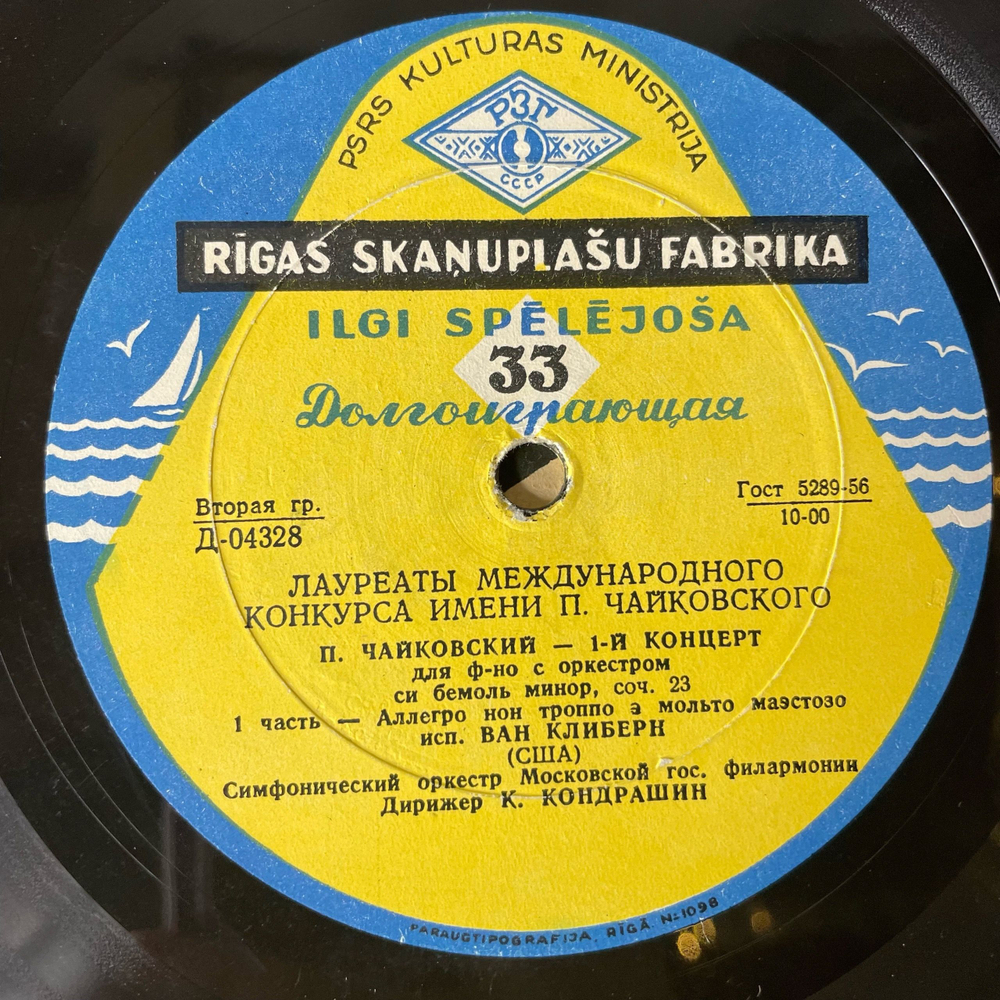 PSRS KULTURAS MINISTRIJA
РЗГ
СССР
RĪGAS SKAŅUPLAŠU FABRIKA
ILGI SPĒLĒJOŠA
33
Долгоиграющая
Вторая гр.
Д-04328
Гост 5289-56
10-00
ЛАУРЕАТЫ МЕЖДУНАРОДНОГО
КОНКУРСА ИМЕНИ П. ЧАЙКОВСКОГО
П. ЧАЙКОВСКИЙ — 1-Й КОНЦЕРТ
для ф-но с оркестром
си бемоль минор, соч. 23
1 часть — Аллегро нон троппо э мольто маэстозо
исп. ВАН КЛИБЕРН
(США)
Симфонический оркестр Московской гос. филармонии
Дирижер К. КОНДРАШИН
PARAUGTIPOGRAFIJA, RĪGĀ № 1098